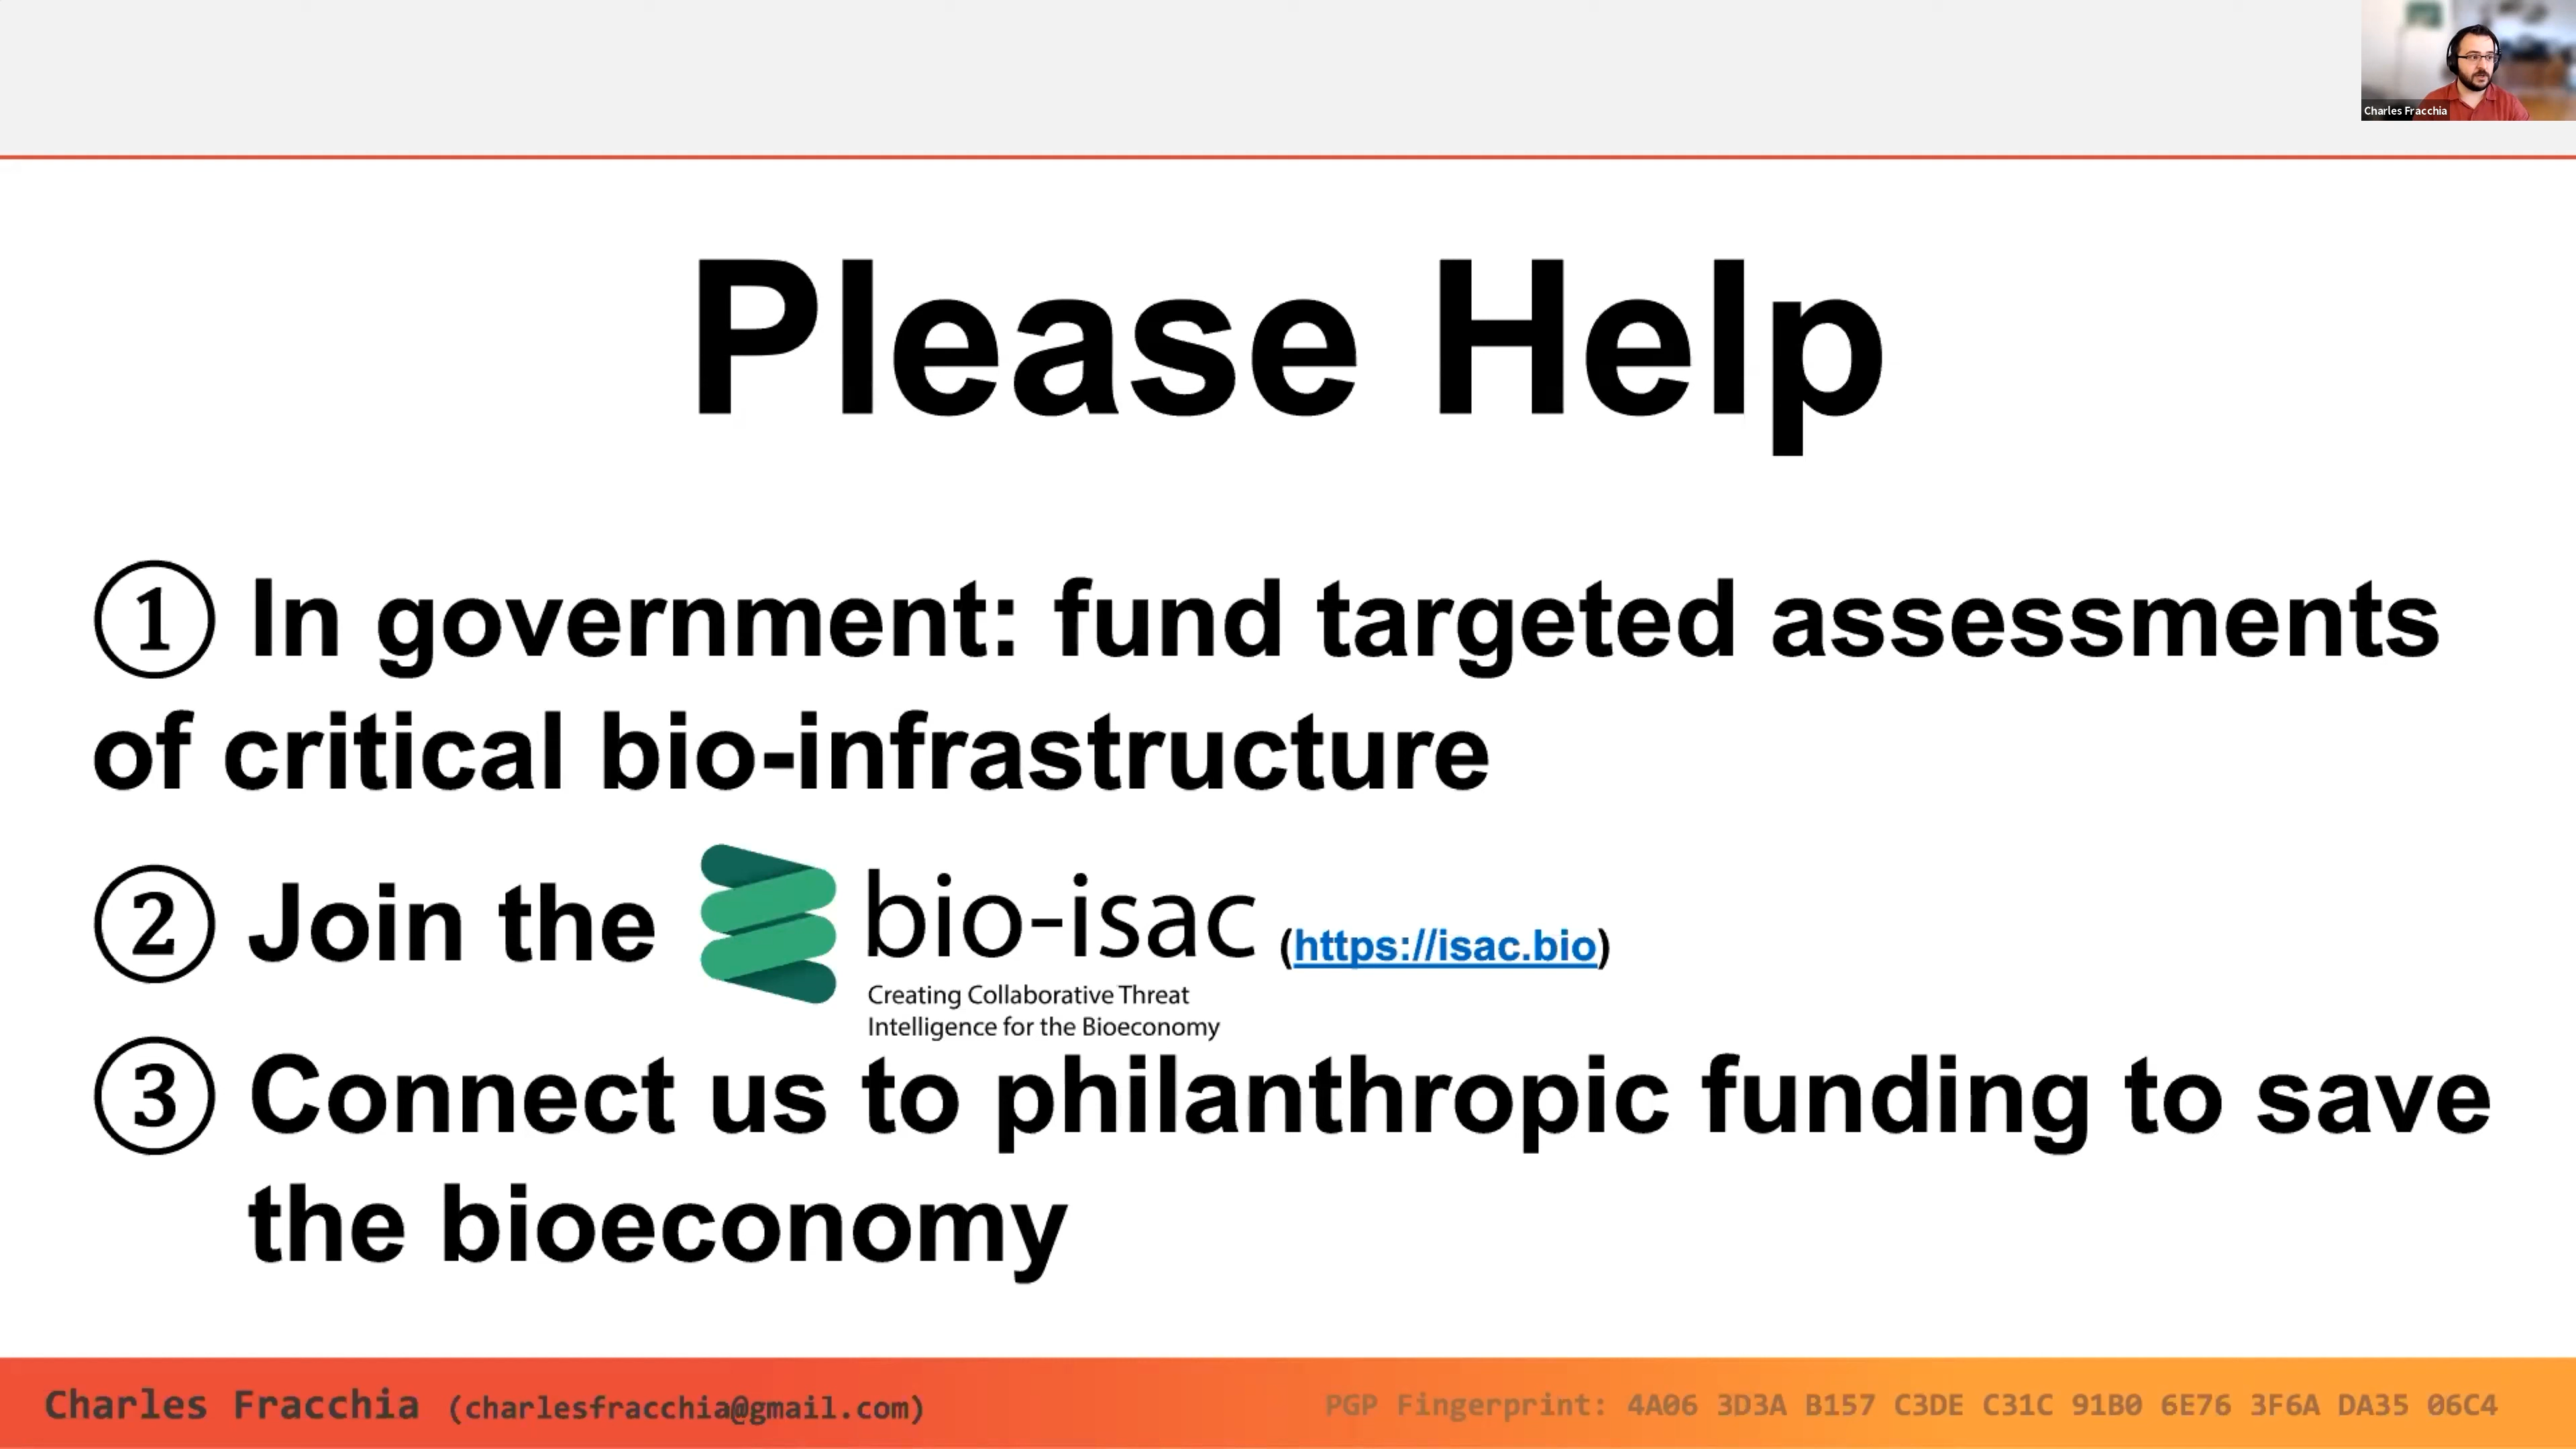 Charles Fracchia
Please Help
① In government: fund targeted assessments
of critical bio-infrastructure
② Join the bio-isac (https://isac.bio)
Creating Collaborative Threat
Intelligence for the Bioeconomy
③ Connect us to philanthropic funding to save
the bioeconomy
Charles Fracchia (charlesfracchia@gmail.com) PGP Fingerprint: 4A06 3D3A B157 C3DE C31C 91B0 6E76 3F6A DA35 06C4